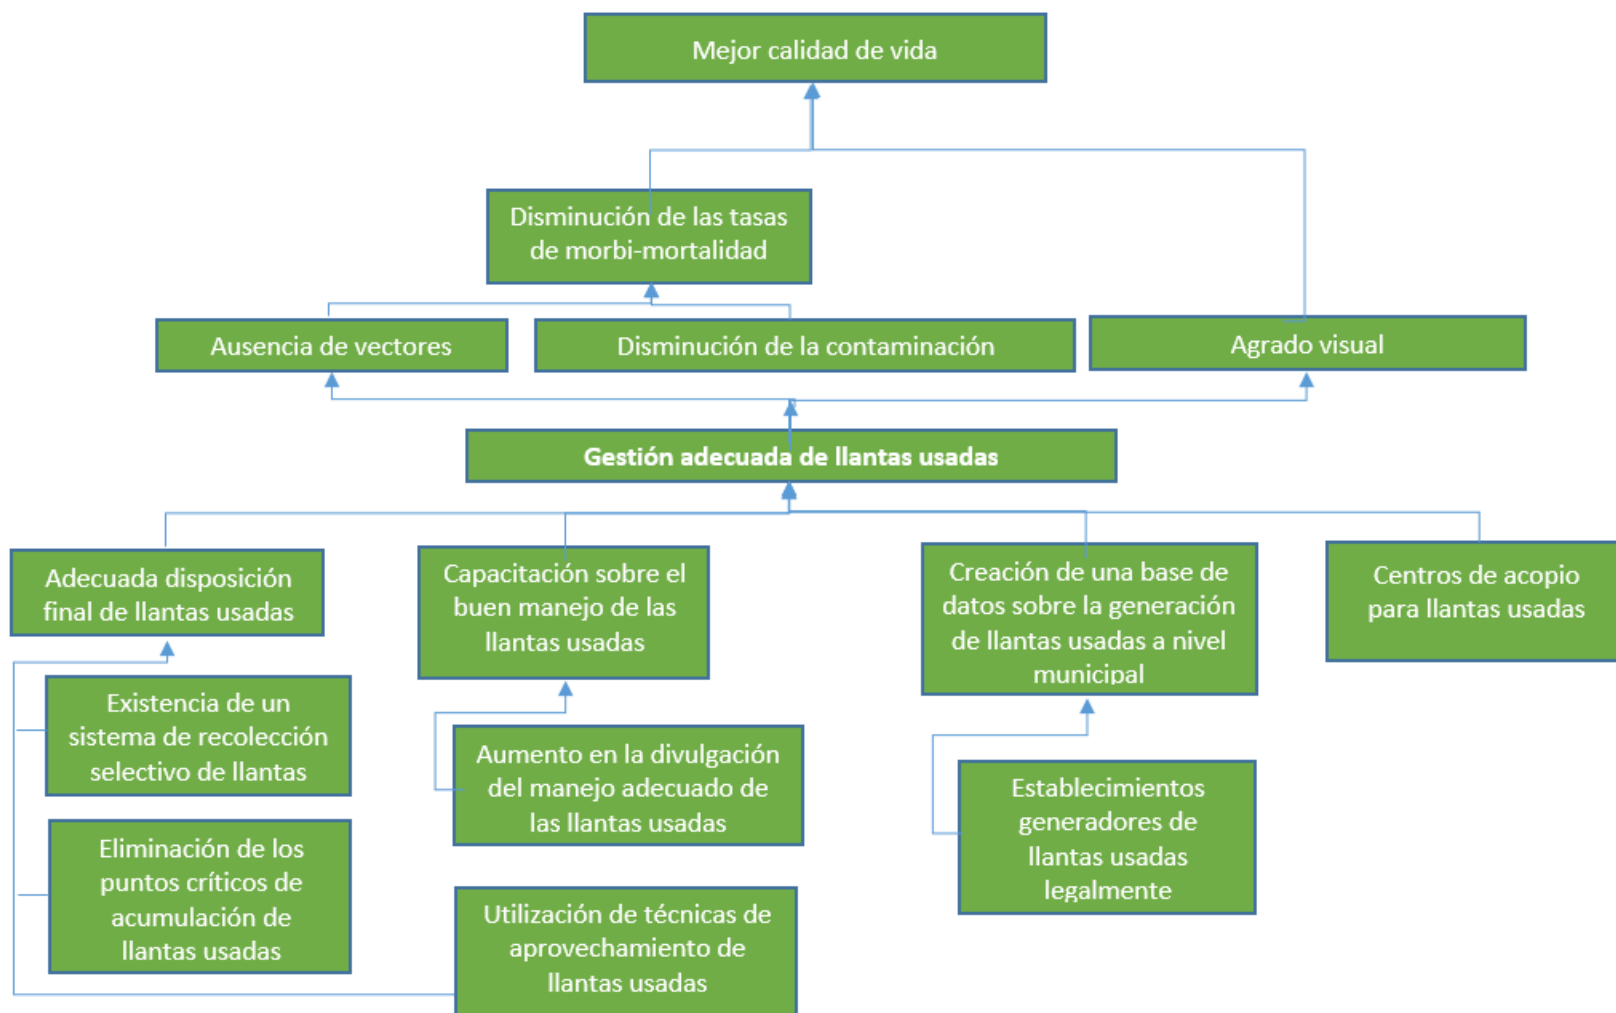 Mejor calidad de vida
Disminución de las tasas
de morbi-mortalidad
Ausencia de vectores
Disminución de la contaminación
Agrado visual
Gestión adecuada de llantas usadas
Adecuada disposición
final de llantas usadas
Capacitación sobre el
buen manejo de las
llantas usadas
Creación de una base de
datos sobre la generación
de llantas usadas a nivel
municipal
Centros de acopio
para llantas usadas
Existencia de un
sistema de recolección
selectivo de llantas
Aumento en la divulgación
del manejo adecuado de
las llantas usadas
Establecimientos
generadores de
llantas usadas
legalmente
Eliminación de los
puntos críticos de
acumulación de
llantas usadas
Utilización de técnicas de
aprovechamiento de
llantas usadas